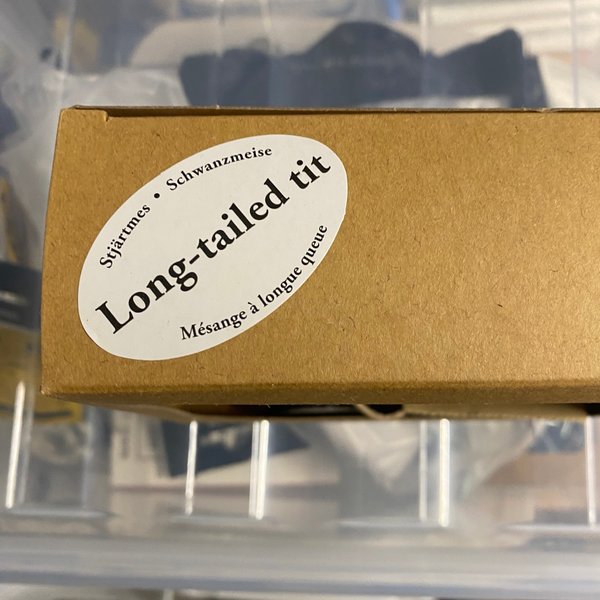 Stjärtmes • Schwanzmeise
Long-tailed tit
Mésange à longue queue